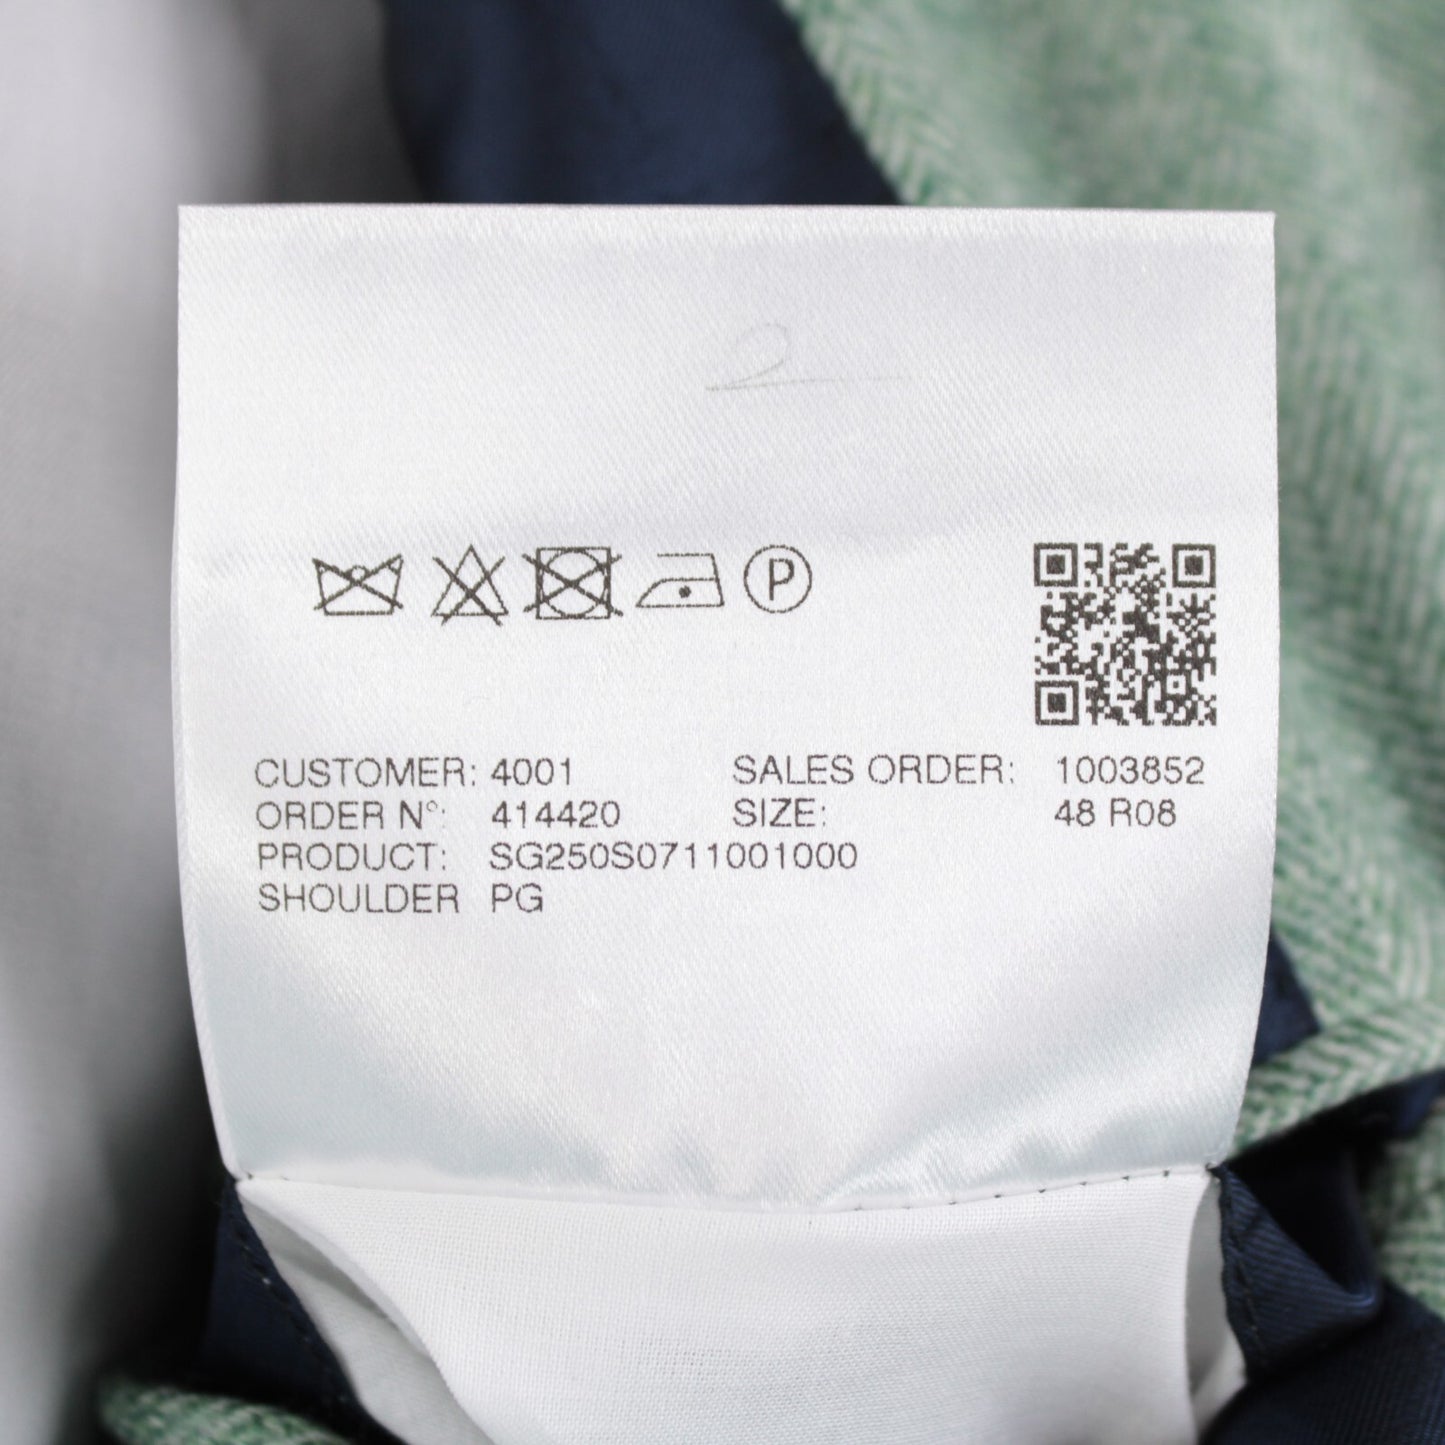 2
P
CUSTOMER: 4001 SALES ORDER: 1003852
ORDER N°: 414420 SIZE: 48 R08
PRODUCT: SG250S0711001000
SHOULDER PG